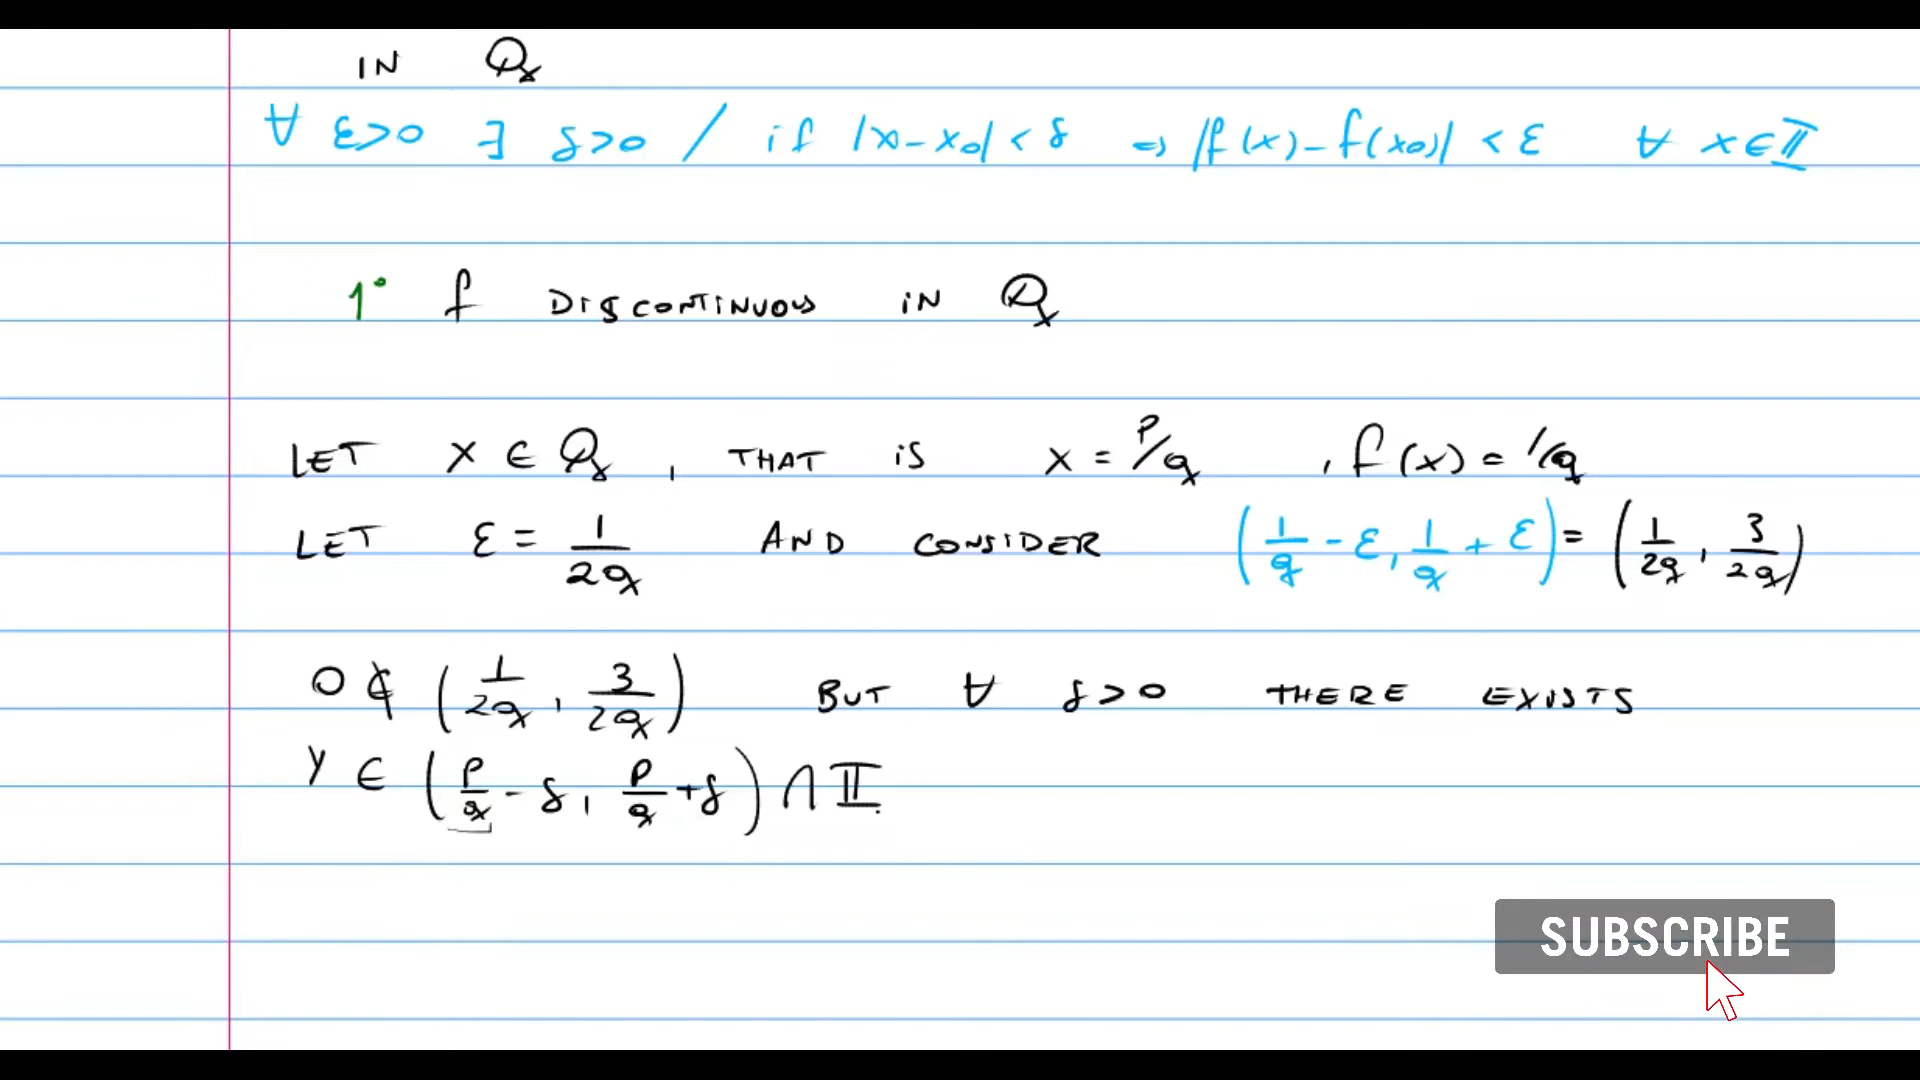 IN Q
∀ ε>0 ∃ δ>0 / if |x-x₀| < δ ⇒ |f(x)-f(x₀)| < ε ∀ x∈𝕀
1° f DISCONTINUOUS IN Q
LET x ∈ Q, THAT IS x = p/q , f(x) = 1/q
LET ε = 1/2q AND CONSIDER (1/q - ε, 1/q + ε) = (1/2q, 3/2q)
0 ∉ (1/2q, 3/2q) BUT ∀ δ>0 THERE EXISTS
y ∈ (p/q - δ, p/q + δ) ∩ 𝕀
SUBSCRIBE